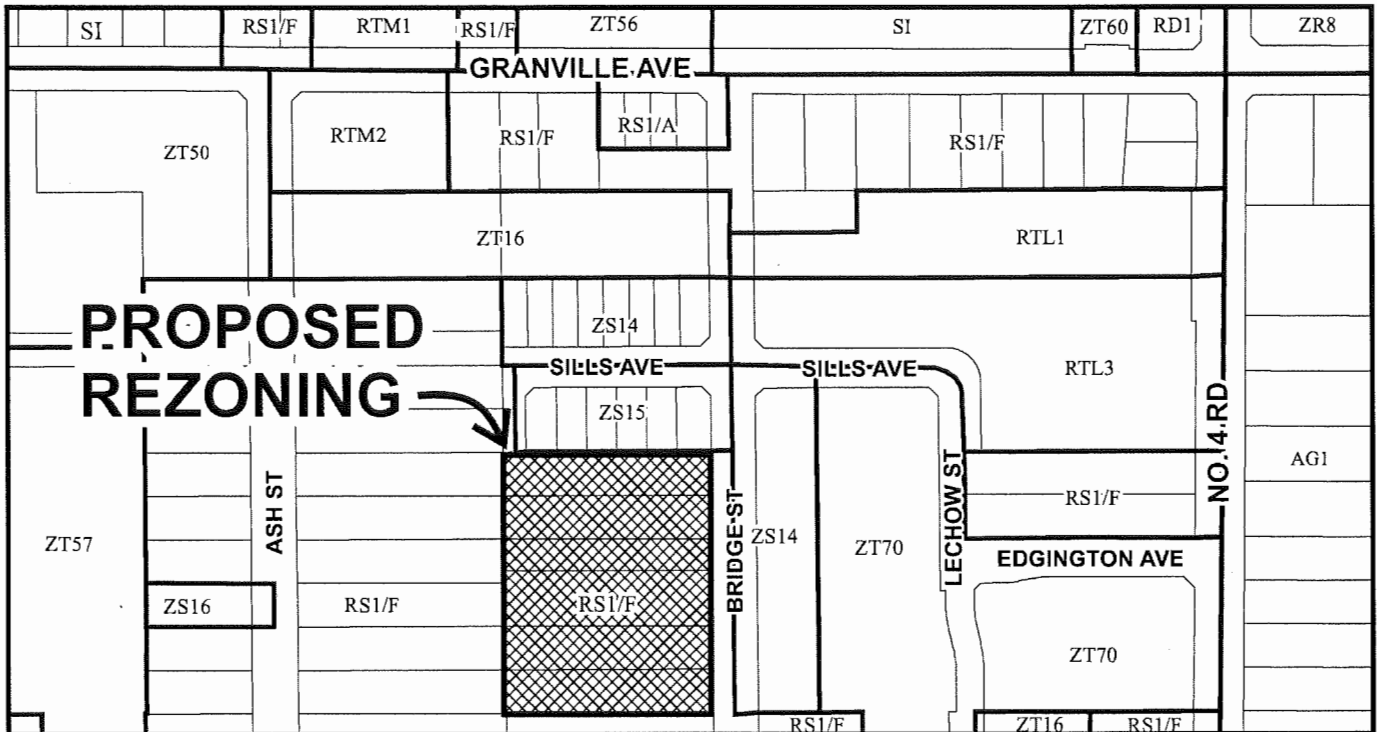 SI
RS1/F
RTM1
RS1/F
ZT56
SI
ZT60
RD1
ZR8
GRANVILLE AVE
ZT50
RTM2
RS1/F
RS1/A
RS1/F
ZT16
RTL1
PROPOSED
REZONING
ZS14
SILLS AVE
SILLS AVE
RTL3
ZS15
NO. 4 RD
AG1
ASH ST
BRIDGE ST
LECHOW ST
RS1/F
ZT57
ZS14
ZT70
EDGINGTON AVE
ZS16
RS1/F
RS1/F
ZT70
RS1/F
ZT16
RS1/F